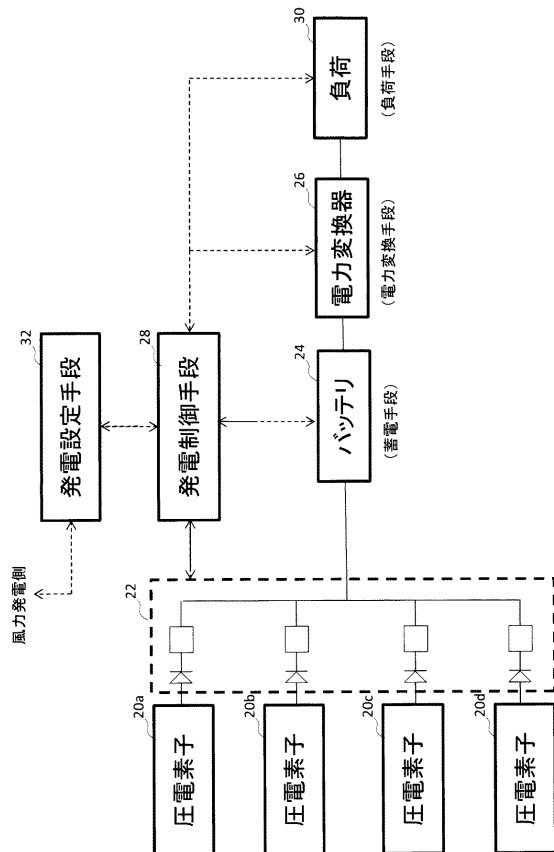 風力発電側
32
発電設定手段
28
発電制御手段
30
負荷
(負荷手段)
26
電力変換器
(電力変換手段)
24
バッテリ
(蓄電手段)
22
20a
圧電素子
20b
圧電素子
20c
圧電素子
20d
圧電素子